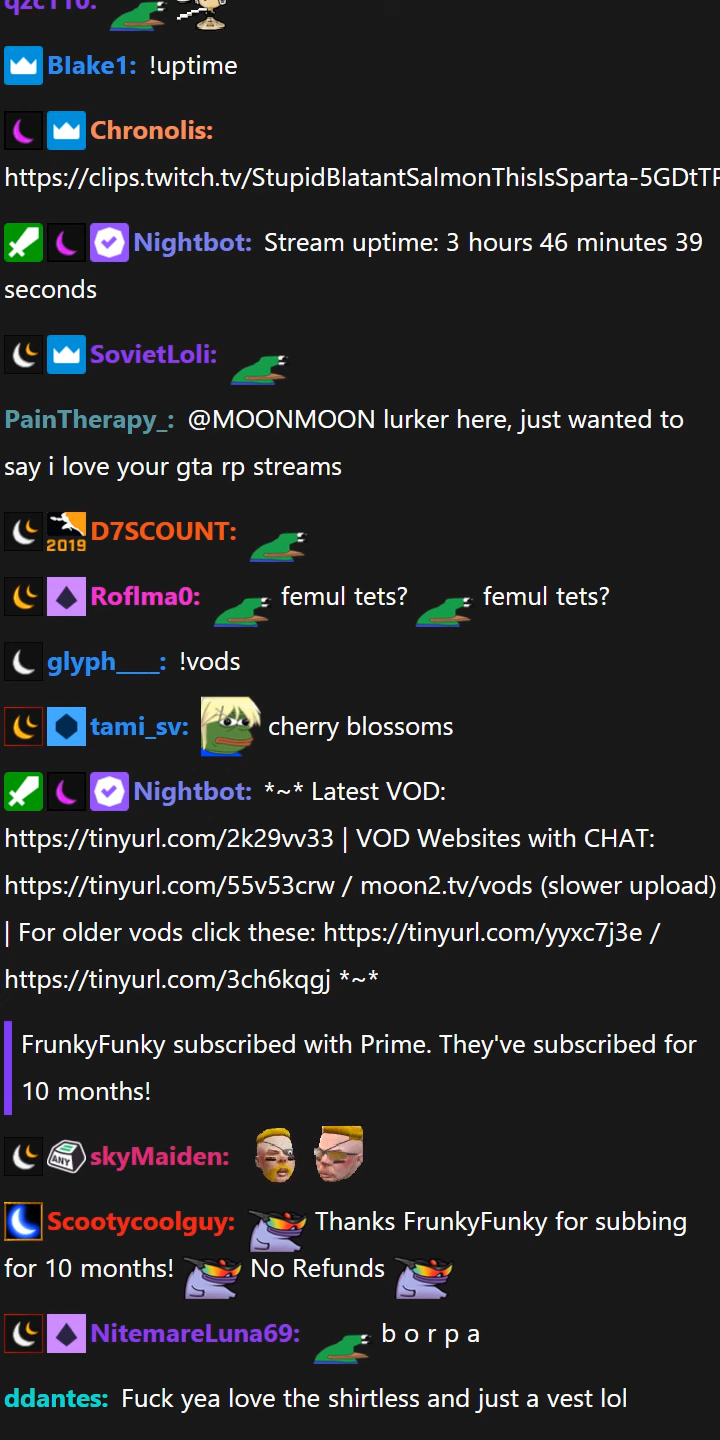 qzc110:
Blake1: !uptime
Chronolis:
https://clips.twitch.tv/StupidBlatantSalmonThisIsSparta-5GDtTP
Nightbot: Stream uptime: 3 hours 46 minutes 39
seconds
SovietLoli:
PainTherapy_: @MOONMOON lurker here, just wanted to
say i love your gta rp streams
2019 D7SCOUNT:
Roflma0: femul tets? femul tets?
glyph____: !vods
tami_sv: cherry blossoms
Nightbot: *~* Latest VOD:
https://tinyurl.com/2k29vv33 | VOD Websites with CHAT:
https://tinyurl.com/55v53crw / moon2.tv/vods (slower upload)
| For older vods click these: https://tinyurl.com/yyxc7j3e /
https://tinyurl.com/3ch6kqgj *~*
FrunkyFunky subscribed with Prime. They've subscribed for
10 months!
ANY skyMaiden:
Scootycoolguy: Thanks FrunkyFunky for subbing
for 10 months! No Refunds
NitemareLuna69: b o r p a
ddantes: Fuck yea love the shirtless and just a vest lol